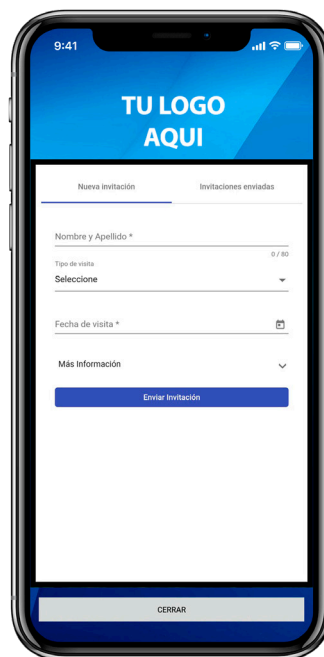 9:41
TU LOGO
AQUI
Nueva invitación
Invitaciones enviadas
Nombre y Apellido *
0 / 80
Tipo de visita
Seleccione
Fecha de visita *
Más Información
Enviar Invitación
CERRAR